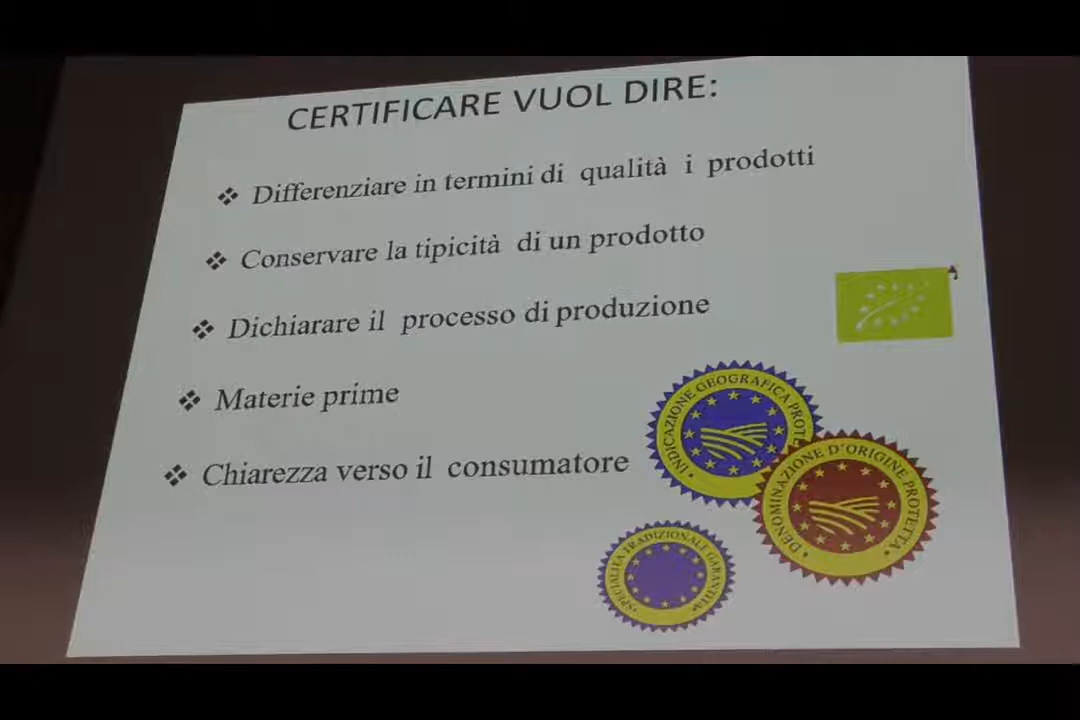 CERTIFICARE VUOL DIRE:
❖ Differenziare in termini di qualità i prodotti
❖ Conservare la tipicità di un prodotto
❖ Dichiarare il processo di produzione
❖ Materie prime
❖ Chiarezza verso il consumatore
INDICAZIONE GEOGRAFICA PROTE
DENOMINAZIONE D'ORIGINE PROTETTA
SPECIALITÀ TRADIZIONALE GARANTITA